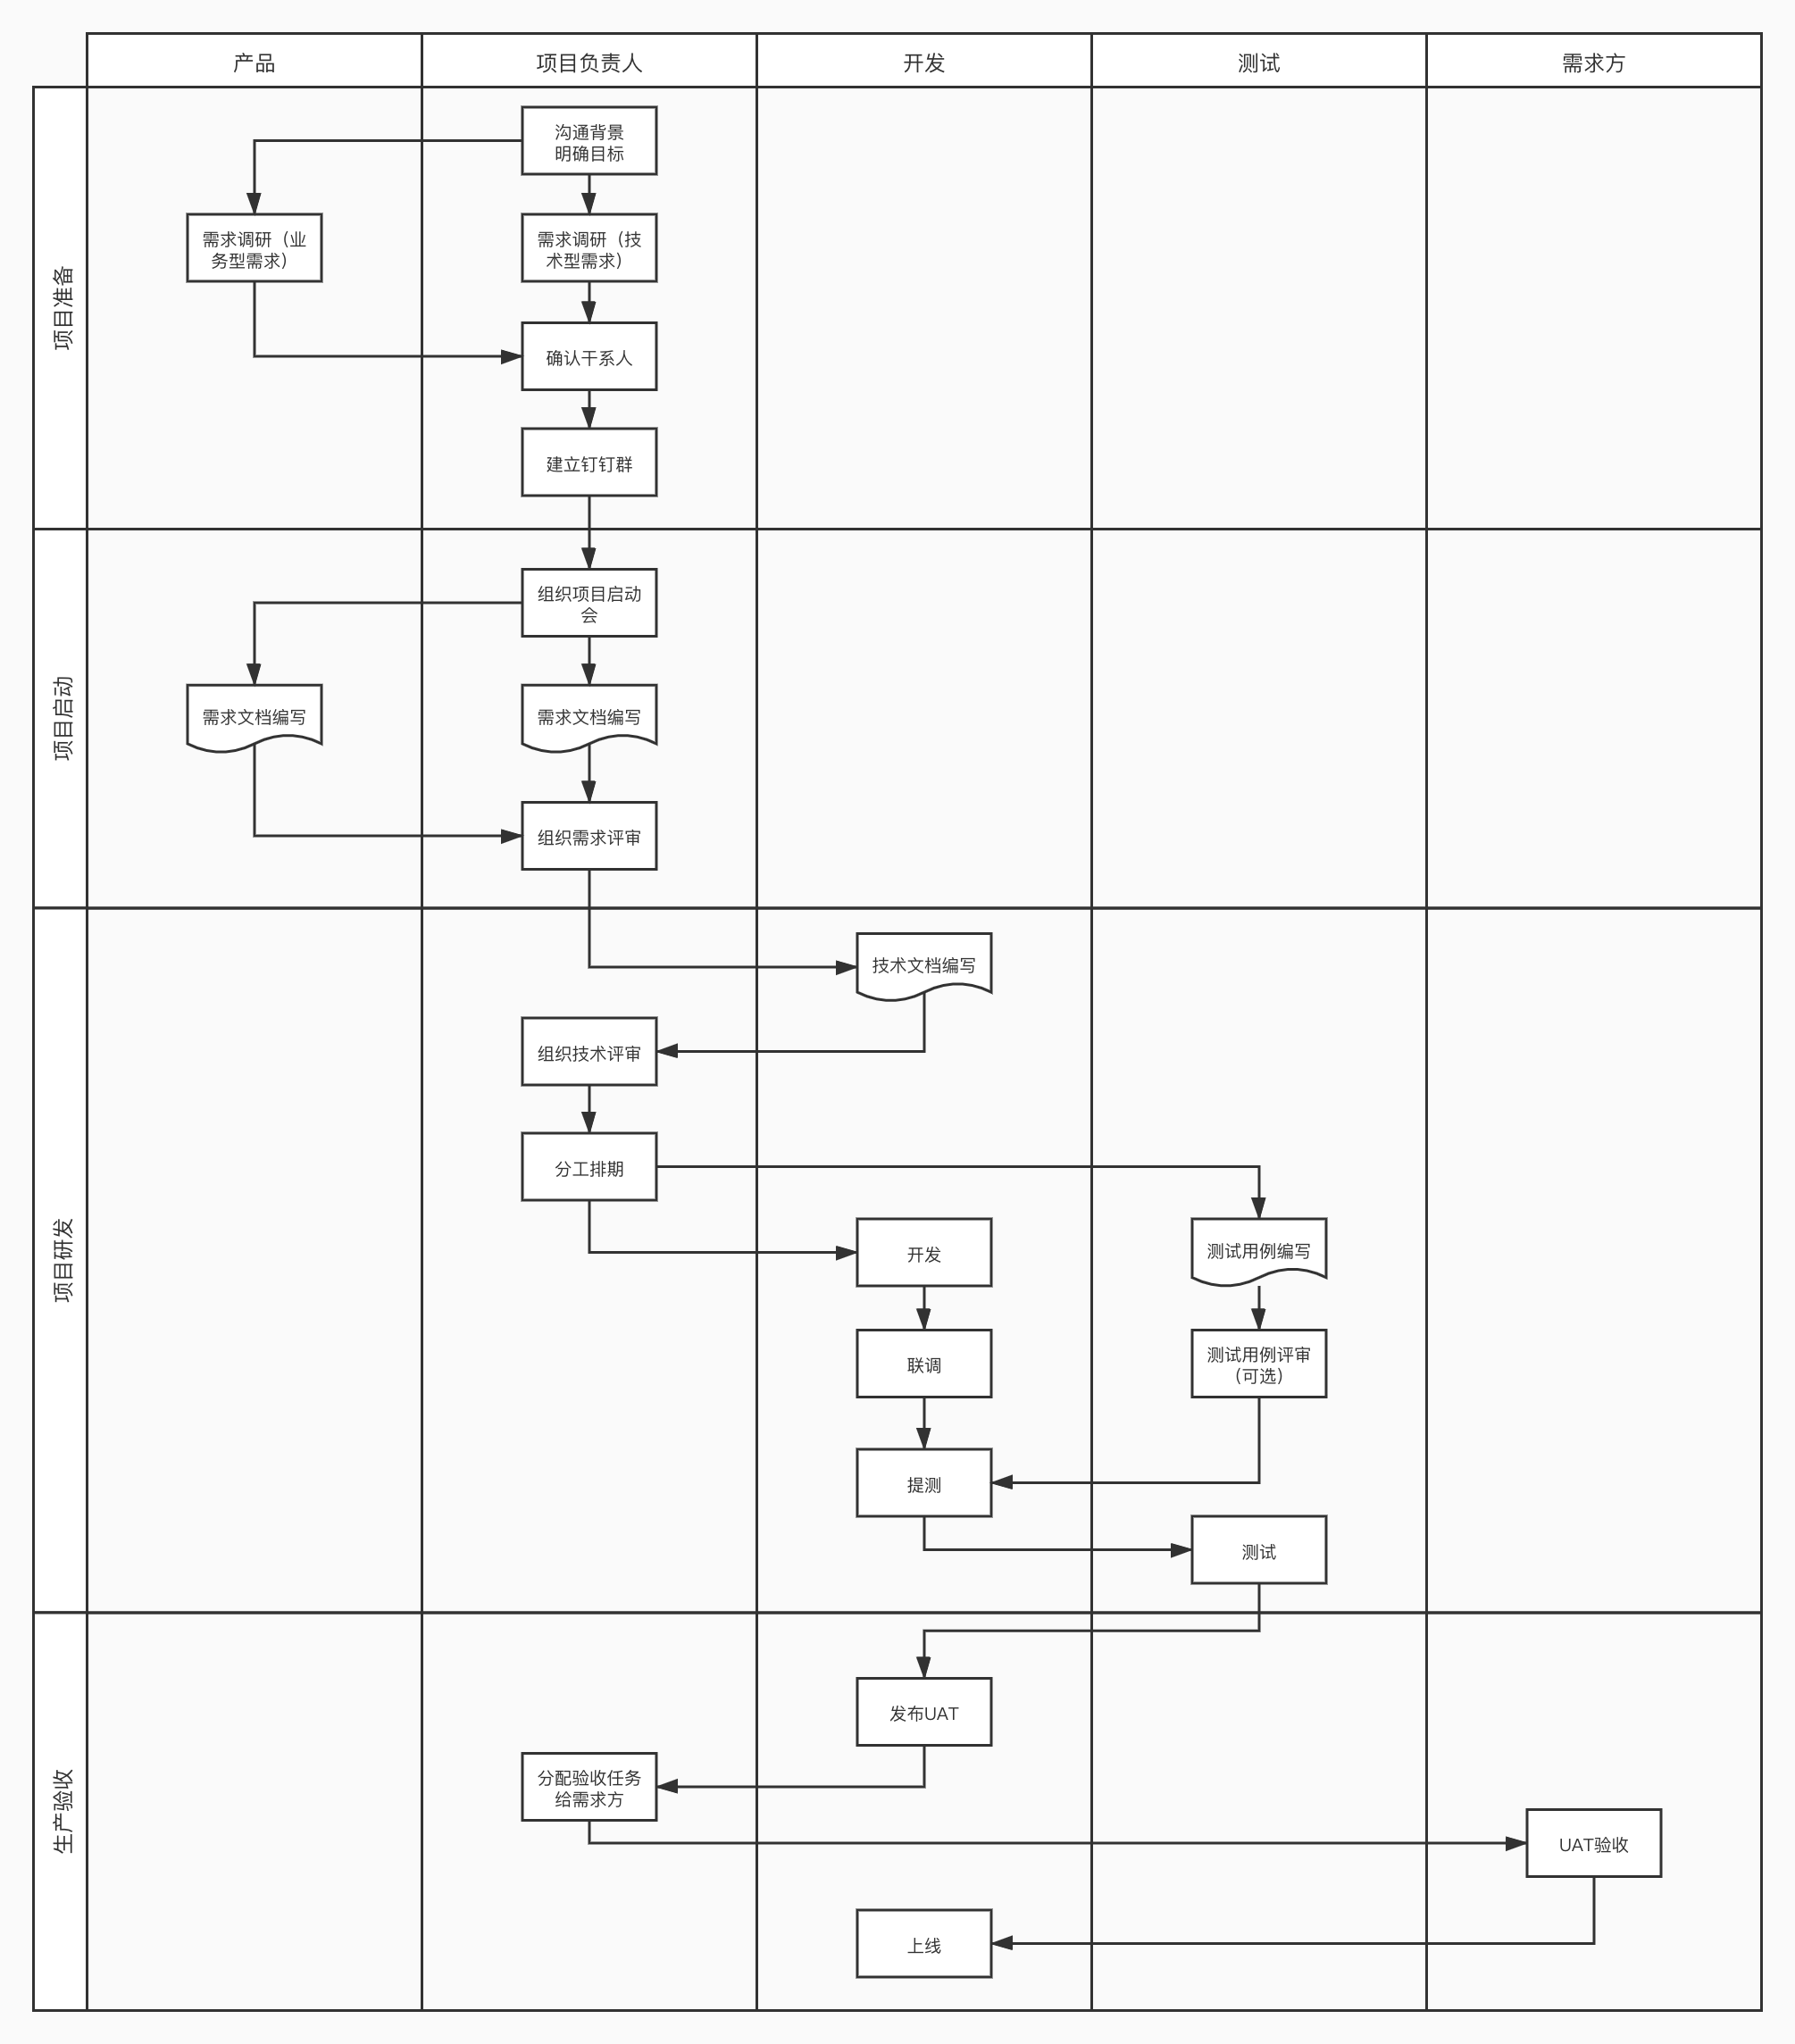 产品
项目负责人
开发
测试
需求方
项目准备
沟通背景
明确目标
需求调研（业
务型需求）
需求调研（技
术型需求）
确认干系人
建立钉钉群
项目启动
组织项目启动
会
需求文档编写
需求文档编写
组织需求评审
项目研发
技术文档编写
组织技术评审
分工排期
开发
测试用例编写
联调
测试用例评审
（可选）
提测
测试
生产验收
发布UAT
分配验收任务
给需求方
UAT验收
上线